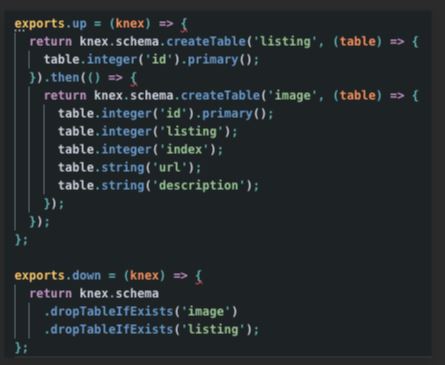 exports.up = (knex) => {
return knex.schema.createTable('listing', (table) => {
table.integer('id').primary();
}).then(() => {
return knex.schema.createTable('image', (table) => {
table.integer('id').primary();
table.integer('listing');
table.integer('index');
table.string('url');
table.string('description');
});
});
};
exports.down = (knex) => {
return knex.schema
.dropTableIfExists('image')
.dropTableIfExists('listing');
};